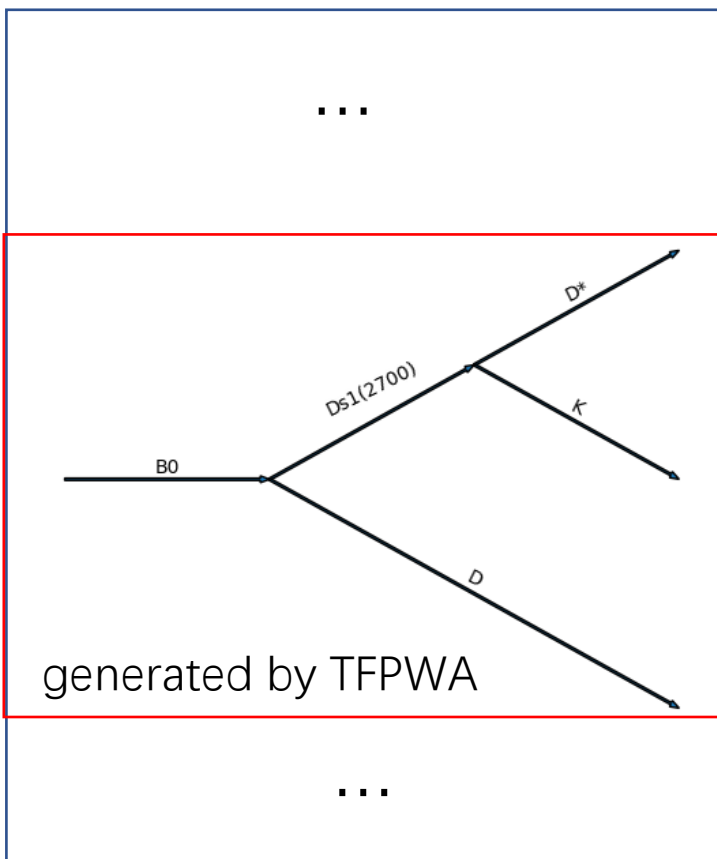 ...
D*
Ds1(2700)
K
B0
D
generated by TFPWA
...